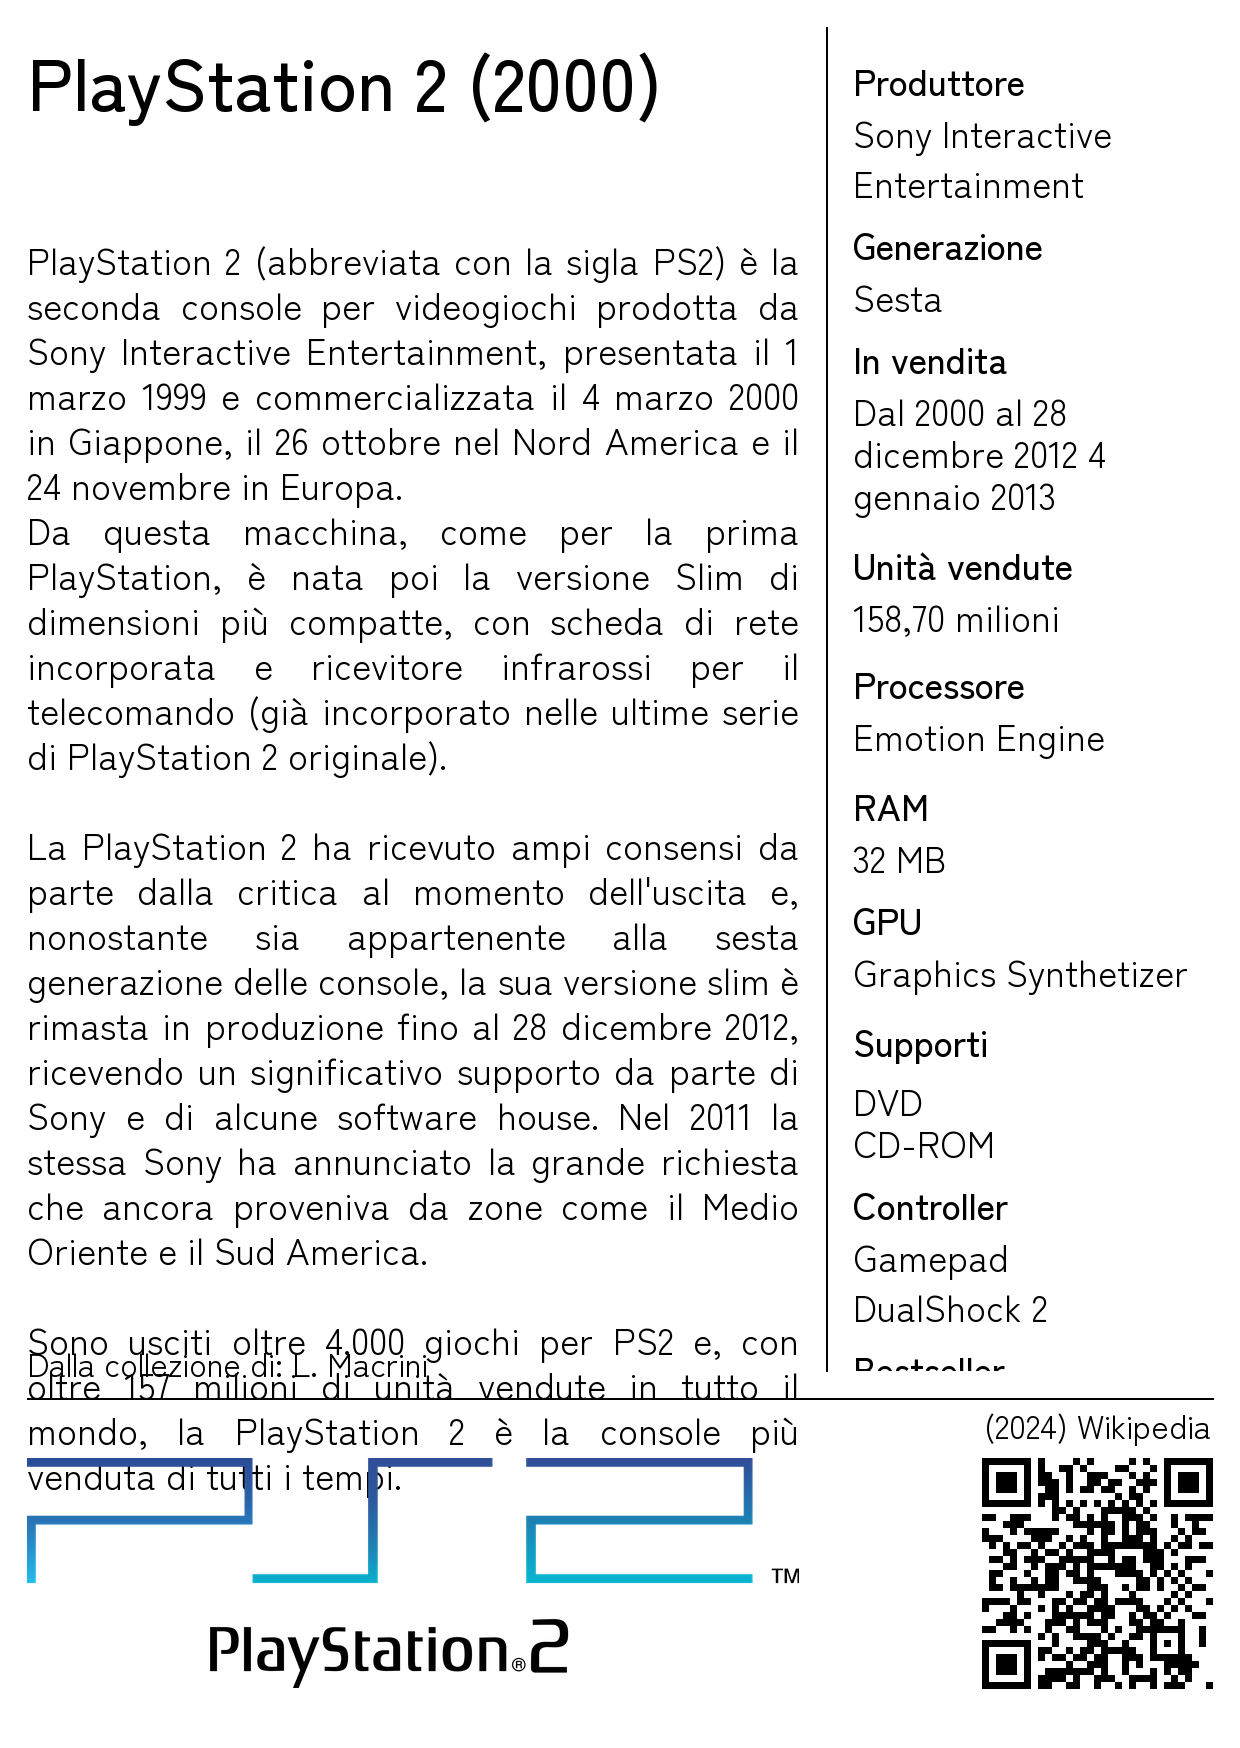 PlayStation 2 (2000)
PlayStation 2 (abbreviata con la sigla PS2) è la
seconda console per videogiochi prodotta da
Sony Interactive Entertainment, presentata il 1
marzo 1999 e commercializzata il 4 marzo 2000
in Giappone, il 26 ottobre nel Nord America e il
24 novembre in Europa.
Da questa macchina, come per la prima
PlayStation, è nata poi la versione Slim di
dimensioni più compatte, con scheda di rete
incorporata e ricevitore infrarossi per il
telecomando (già incorporato nelle ultime serie
di PlayStation 2 originale).
La PlayStation 2 ha ricevuto ampi consensi da
parte dalla critica al momento dell'uscita e,
nonostante sia appartenente alla sesta
generazione delle console, la sua versione slim è
rimasta in produzione fino al 28 dicembre 2012,
ricevendo un significativo supporto da parte di
Sony e di alcune software house. Nel 2011 la
stessa Sony ha annunciato la grande richiesta
che ancora proveniva da zone come il Medio
Oriente e il Sud America.
Sono usciti oltre 4,000 giochi per PS2 e, con
oltre 157 milioni di unità vendute in tutto il
mondo, la PlayStation 2 è la console più
venduta di tutti i tempi.
Dalla collezione di: L. Macrini
Produttore
Sony Interactive
Entertainment
Generazione
Sesta
In vendita
Dal 2000 al 28
dicembre 2012 4
gennaio 2013
Unità vendute
158,70 milioni
Processore
Emotion Engine
RAM
32 MB
GPU
Graphics Synthetizer
Supporti
DVD
CD-ROM
Controller
Gamepad
DualShock 2
Bestseller
(2024) Wikipedia
PS2 ™
PlayStation®2